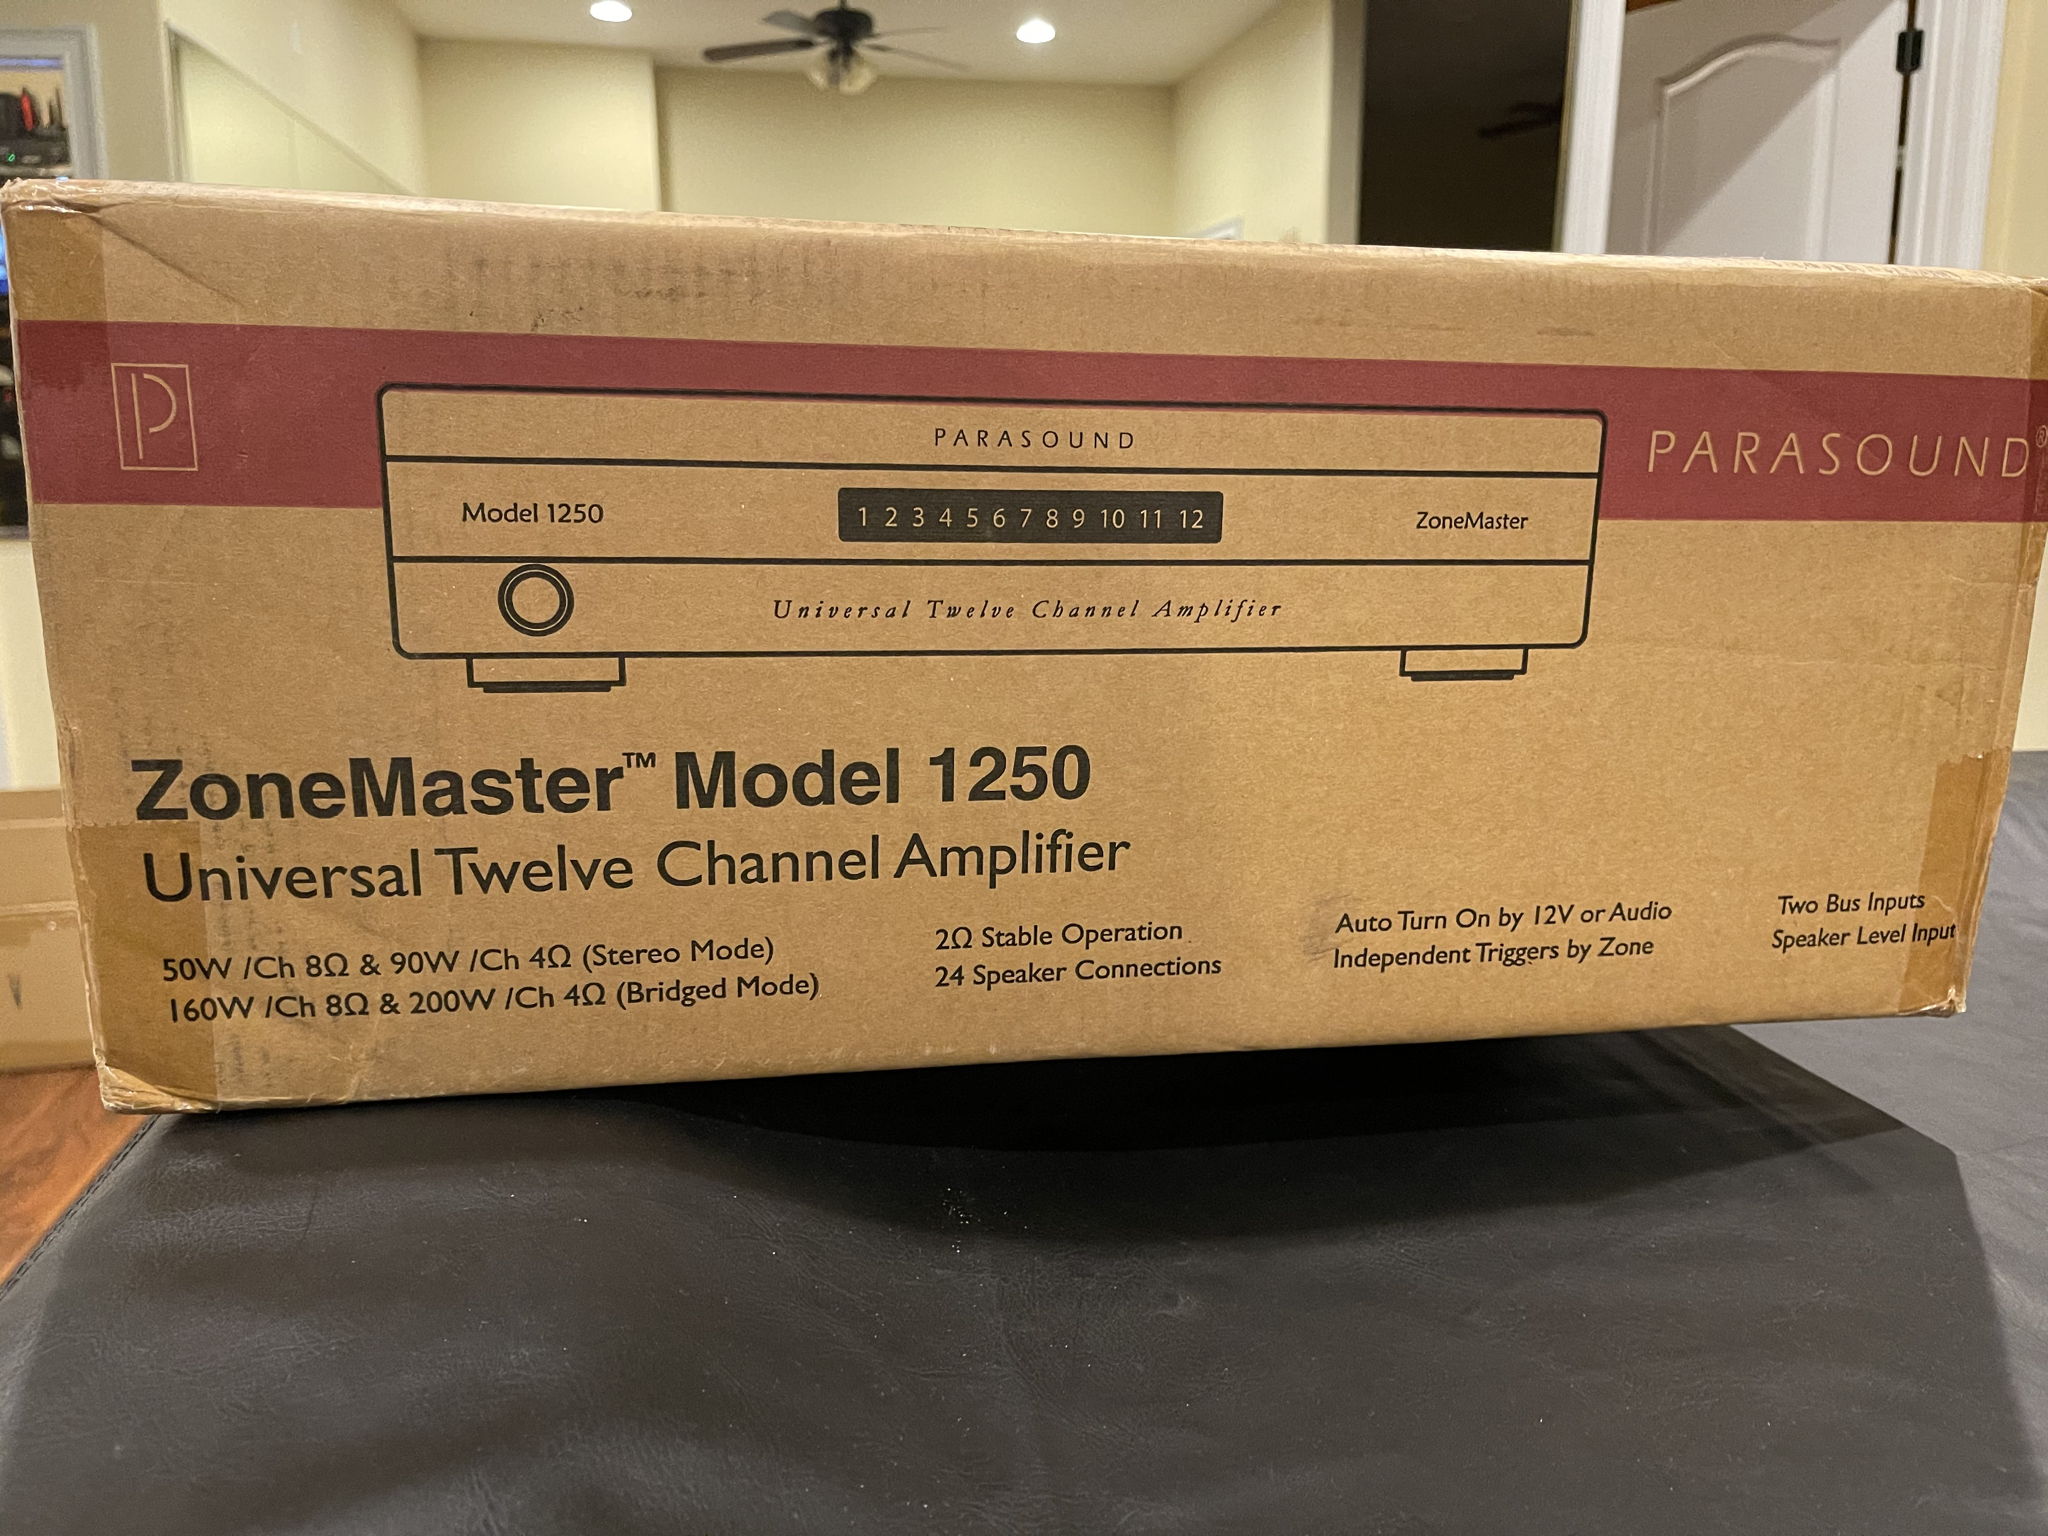 P
PARASOUND
Model 1250
1 2 3 4 5 6 7 8 9 10 11 12
ZoneMaster
Universal Twelve Channel Amplifier
PARASOUND®
ZoneMaster™ Model 1250
Universal Twelve Channel Amplifier
50W /Ch 8Ω & 90W /Ch 4Ω (Stereo Mode)
160W /Ch 8Ω & 200W /Ch 4Ω (Bridged Mode)
2Ω Stable Operation
24 Speaker Connections
Auto Turn On by 12V or Audio
Independent Triggers by Zone
Two Bus Inputs
Speaker Level Input